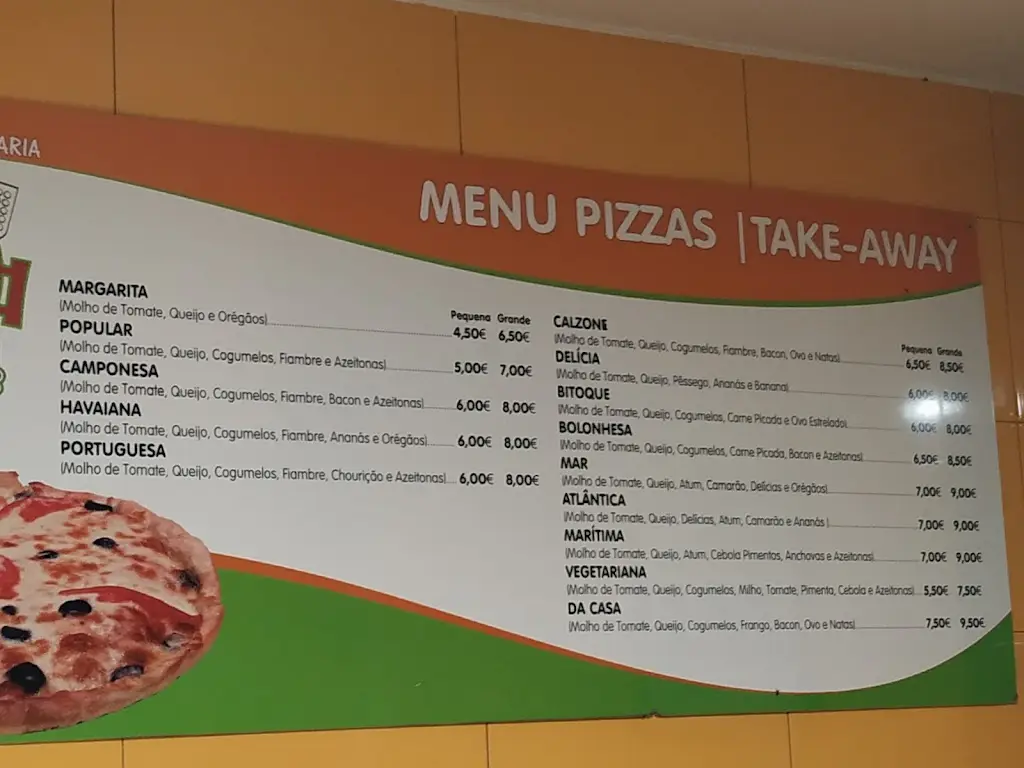 ARIA
MENU PIZZAS | TAKE-AWAY
Pequena Grande
MARGARITA
(Molho de Tomate, Queijo e Orégãos) 4,50€ 6,50€
POPULAR
(Molho de Tomate, Queijo, Cogumelos, Fiambre e Azeitonas) 5,00€ 7,00€
CAMPONESA
(Molho de Tomate, Queijo, Cogumelos, Fiambre, Bacon e Azeitonas) 6,00€ 8,00€
HAVAIANA
(Molho de Tomate, Queijo, Cogumelos, Fiambre, Ananás e Orégãos) 6,00€ 8,00€
PORTUGUESA
(Molho de Tomate, Queijo, Cogumelos, Fiambre, Chourição e Azeitonas) 6,00€ 8,00€
Pequena Grande
CALZONE
(Molho de Tomate, Queijo, Cogumelos, Fiambre, Bacon, Ovo e Natas) 6,50€ 8,50€
DELÍCIA
(Molho de Tomate, Queijo, Pêssego, Ananás e Banana) 6,00€ 8,00€
BITOQUE
(Molho de Tomate, Queijo, Cogumelos, Carne Picada e Ovo Estrelado) 6,00€ 8,00€
BOLONHESA
(Molho de Tomate, Queijo, Cogumelos, Carne Picada, Bacon e Azeitonas) 6,50€ 8,50€
MAR
(Molho de Tomate, Queijo, Atum, Camarão, Delícias e Orégãos) 7,00€ 9,00€
ATLÂNTICA
(Molho de Tomate, Queijo, Delícias, Atum, Camarão e Ananás ) 7,00€ 9,00€
MARÍTIMA
(Molho de Tomate, Queijo, Atum, Cebola Pimentos, Anchovas e Azeitonas) 7,00€ 9,00€
VEGETARIANA
(Molho de Tomate, Queijo, Cogumelos, Milho, Tomate, Pimenta, Cebola e Azeitonas) 5,50€ 7,50€
DA CASA
(Molho de Tomate, Queijo, Cogumelos, Frango, Bacon, Ovo e Natas) 7,50€ 9,50€